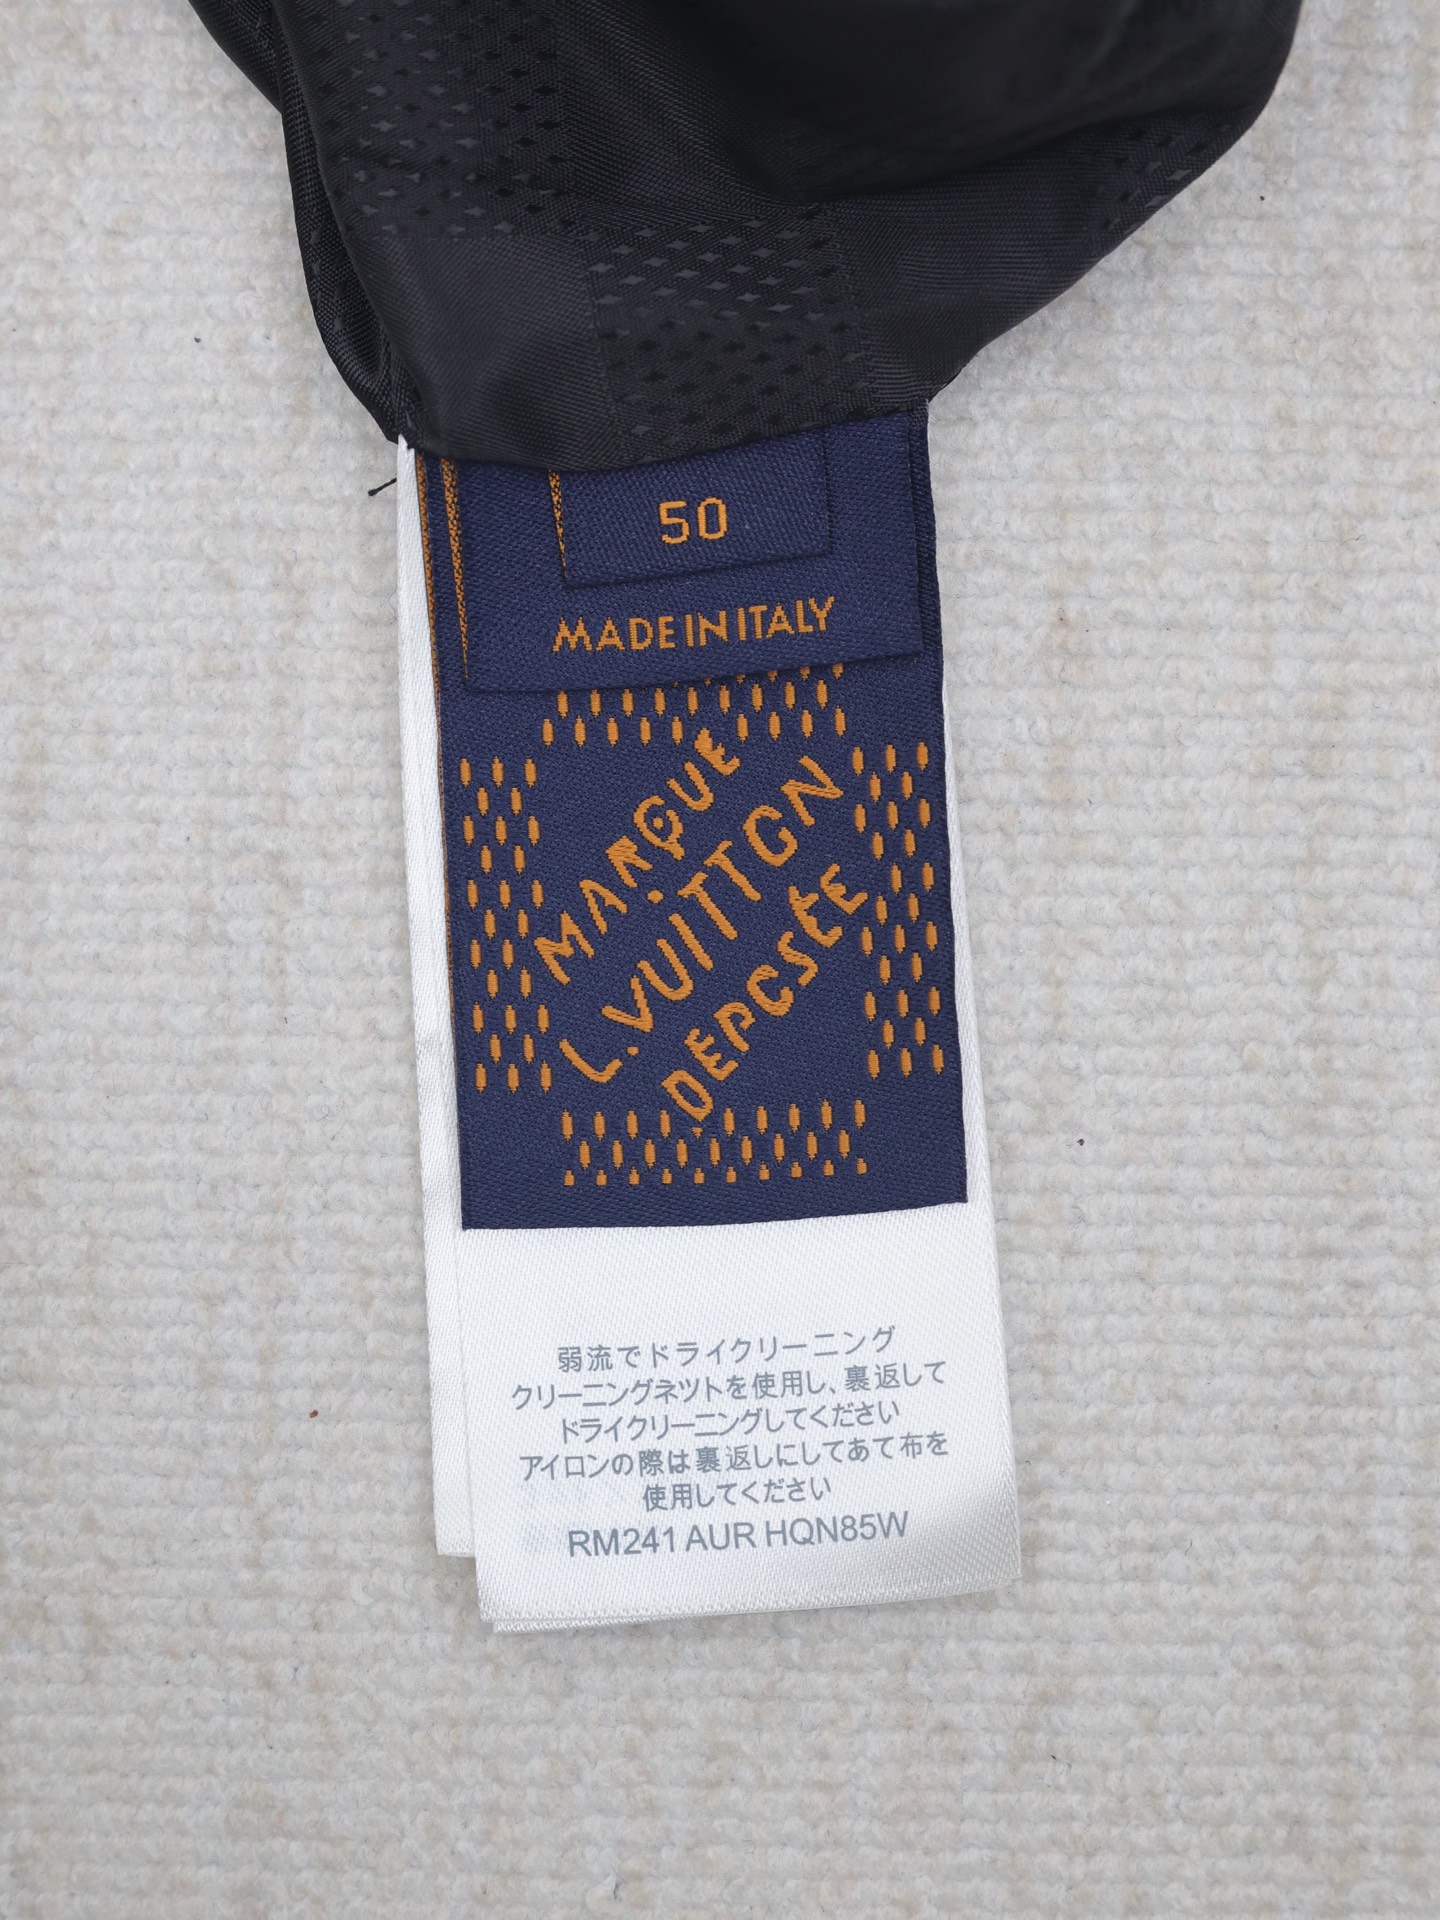 50
MADE IN ITALY
MARQUE
L.VUITTGN
DEPCSÉE
弱流でドライクリーニング
クリーニングネツトを使用し、裏返して
ドライクリーニングしてください
アイロンの際は裏返しにしてあて布を
使用してください
RM241 AUR HQN85W